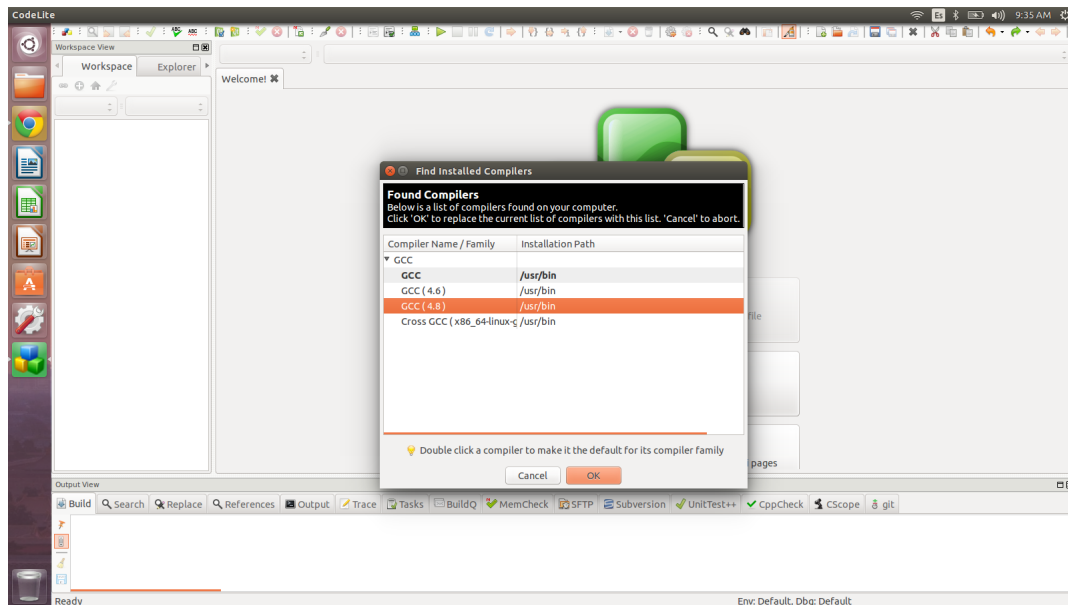 CodeLite
Es
9:35 AM
Workspace View
Workspace
Explorer
Welcome! ✖
Find Installed Compilers
Found Compilers
Below is a list of compilers found on your computer.
Click 'OK' to replace the current list of compilers with this list. 'Cancel' to abort.
Compiler Name / Family
Installation Path
GCC
GCC /usr/bin
GCC ( 4.6 ) /usr/bin
GCC ( 4.8 ) /usr/bin
Cross GCC ( x86_64-linux-g /usr/bin
file
Double click a compiler to make it the default for its compiler family
pages
Cancel
OK
Output View
Build
Search
Replace
References
Output
Trace
Tasks
BuildQ
MemCheck
SFTP
Subversion
UnitTest++
CppCheck
CScope
git
Ready
Env: Default, Dbg: Default